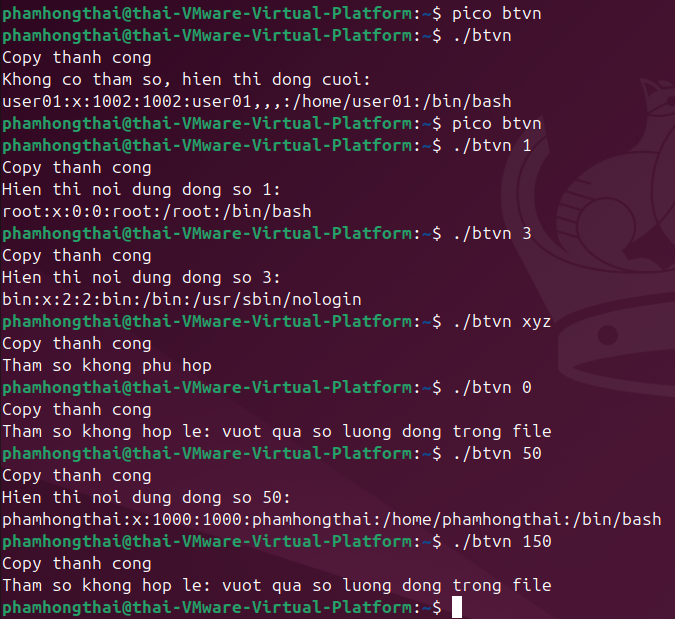 phamhongthai@thai-VMware-Virtual-Platform:~$ pico btvn
phamhongthai@thai-VMware-Virtual-Platform:~$ ./btvn
Copy thanh cong
Khong co tham so, hien thi dong cuoi:
user01:x:1002:1002:user01,,,:/home/user01:/bin/bash
phamhongthai@thai-VMware-Virtual-Platform:~$ pico btvn
phamhongthai@thai-VMware-Virtual-Platform:~$ ./btvn 1
Copy thanh cong
Hien thi noi dung dong so 1:
root:x:0:0:root:/root:/bin/bash
phamhongthai@thai-VMware-Virtual-Platform:~$ ./btvn 3
Copy thanh cong
Hien thi noi dung dong so 3:
bin:x:2:2:bin:/bin:/usr/sbin/nologin
phamhongthai@thai-VMware-Virtual-Platform:~$ ./btvn xyz
Copy thanh cong
Tham so khong phu hop
phamhongthai@thai-VMware-Virtual-Platform:~$ ./btvn 0
Copy thanh cong
Tham so khong hop le: vuot qua so luong dong trong file
phamhongthai@thai-VMware-Virtual-Platform:~$ ./btvn 50
Copy thanh cong
Hien thi noi dung dong so 50:
phamhongthai:x:1000:1000:phamhongthai:/home/phamhongthai:/bin/bash
phamhongthai@thai-VMware-Virtual-Platform:~$ ./btvn 150
Copy thanh cong
Tham so khong hop le: vuot qua so luong dong trong file
phamhongthai@thai-VMware-Virtual-Platform:~$